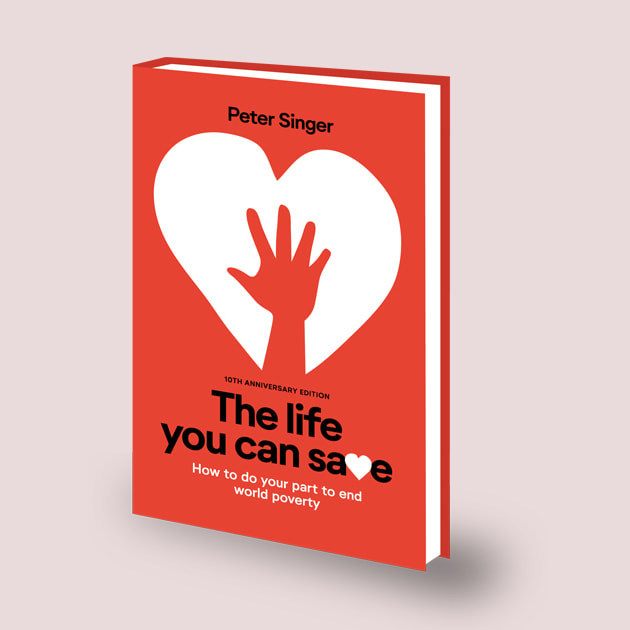 Peter Singer
10TH ANNIVERSARY EDITION
The life
you can save
How to do your part to end
world poverty